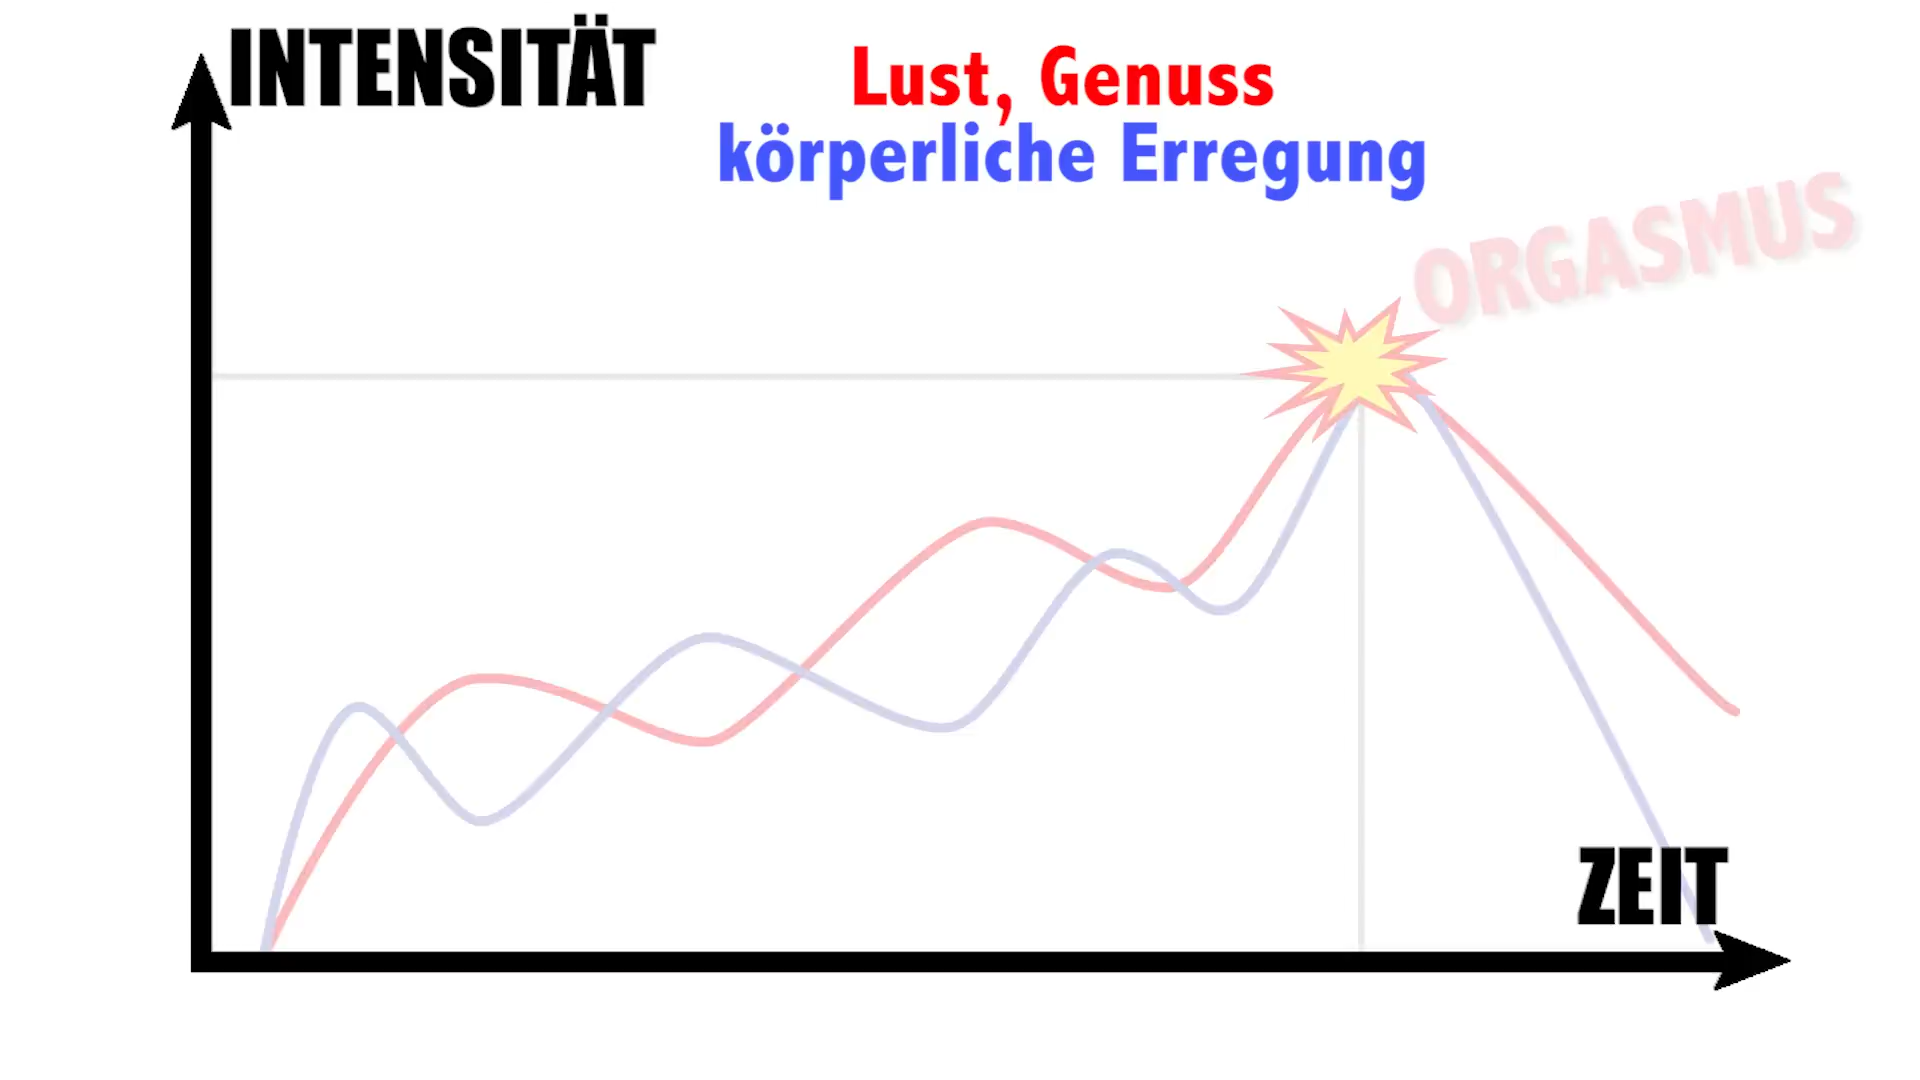 INTENSITÄT
Lust, Genuss
körperliche Erregung
ORGASMUS
ZEIT